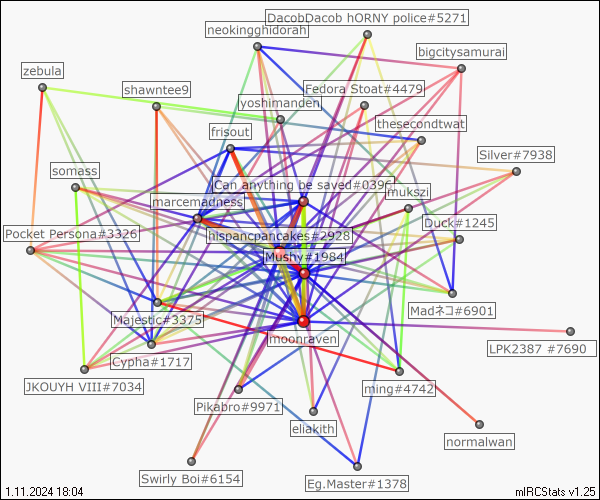 DacobDacob hORNY police#5271
neokingghidorah
bigcitysamurai
zebula
shawntee9
Fedora Stoat#4479
yoshimanden
thesecondtwat
frisout
Silver#7938
somass
Can anything be saved#0396
mukszi
marcemadness
Duck#1245
Pocket Persona#3326
hispancpancakes#2928
Mushy#1984
Majestic#3375
Madネコ#6901
moonraven
LPK2387 #7690
Cypha#1717
JKOUYH VIII#7034
ming#4742
Pikabro#9971
eliakith
normalwan
Swirly Boi#6154
Eg.Master#1378
1.11.2024 18:04
mIRCStats v1.25